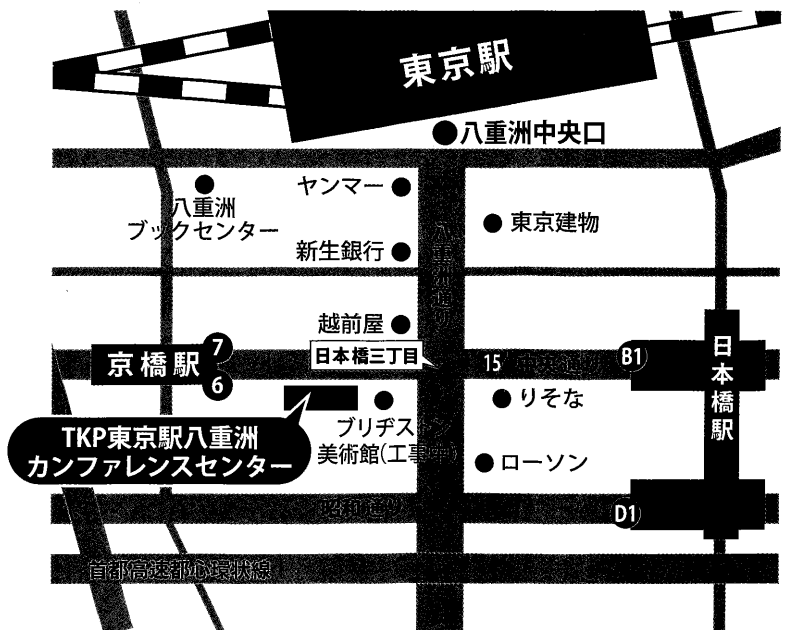 東京駅
八重洲中央口
ヤンマー
八重洲
ブックセンター
東京建物
八重洲通り
新生銀行
越前屋
日本橋三丁目
京橋駅
7
6
15
中央通り
B1
日本橋駅
りそな
ブリヂストン
美術館(工事中)
TKP東京駅八重洲
カンファレンスセンター
ローソン
昭和通り
D1
首都高速都心環状線